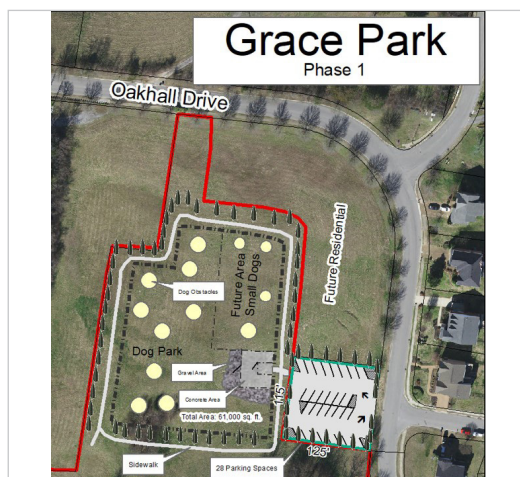 Grace Park
Phase 1
Oakhall Drive
Future Residential
Future Area
Small Dogs
Dog Obstacles
Dog Park
Gravel Area
Concrete Area
115'
Total Area: 61,000 sq. ft.
125'
Sidewalk
28 Parking Spaces